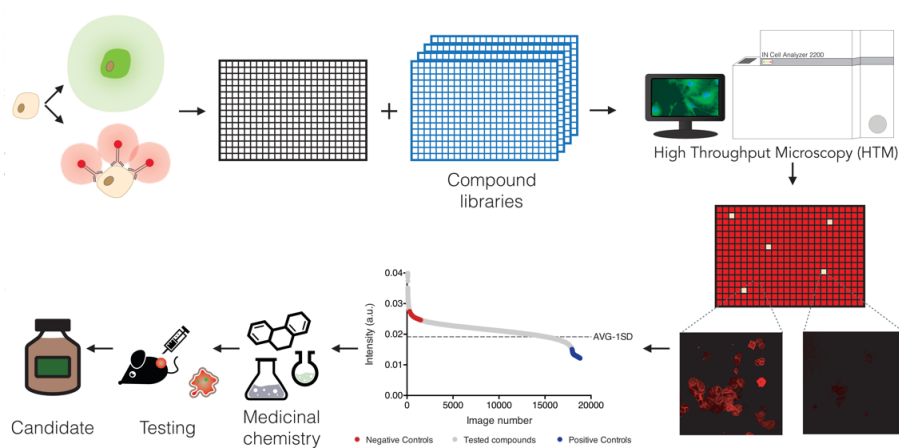 IN Cell Analyzer 2200
High Throughput Microscopy (HTM)
Compound
libraries
0.04
0.03
0.02
0.01
0.00
Intensity (a.u.)
AVG-1SD
0
5000
10000
15000
20000
Image number
Negative Controls
Tested compounds
Positive Controls
Medicinal
chemistry
Testing
Candidate